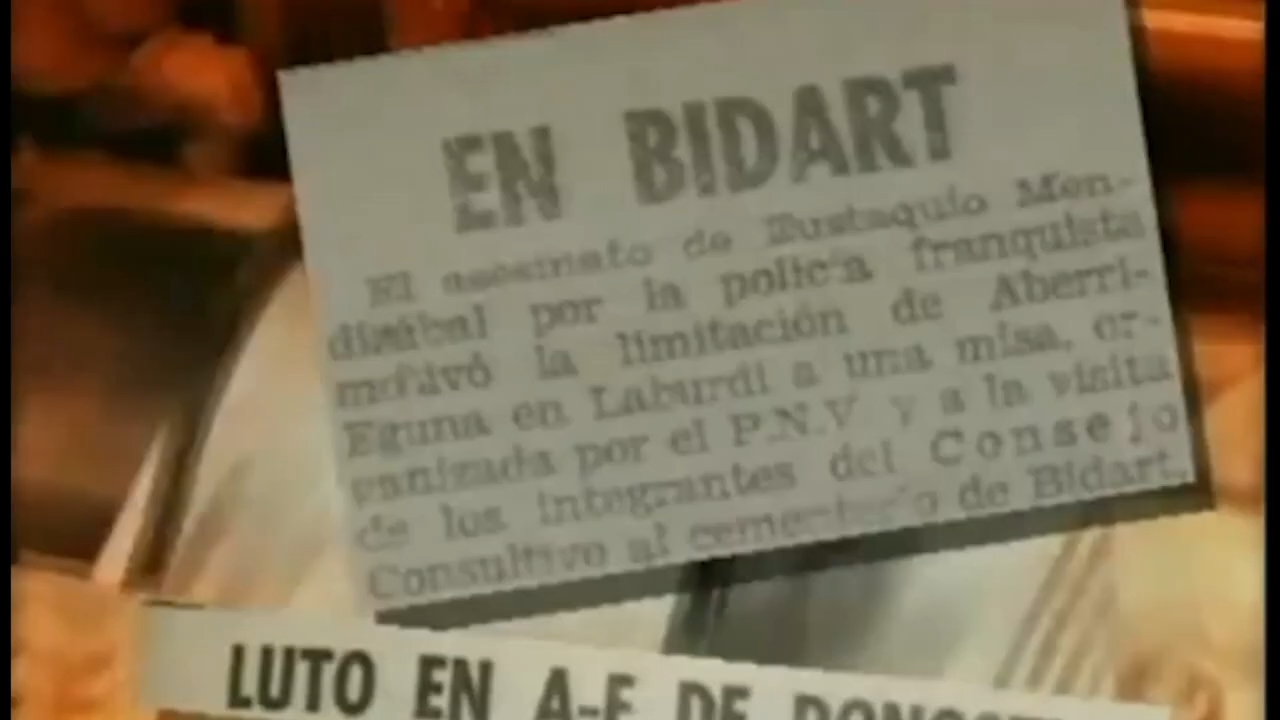 EN BIDART
El asesinato de Eustaquio Men-
dizábal por la policía franquista
motivó la limitación de Aberri-
Eguna en Laburdi a una misa, or-
ganizada por el P.N.V. y a la visita
de los integrantes del Consejo
Consultivo al cementerio de Bidart.
LUTO EN A-E DE